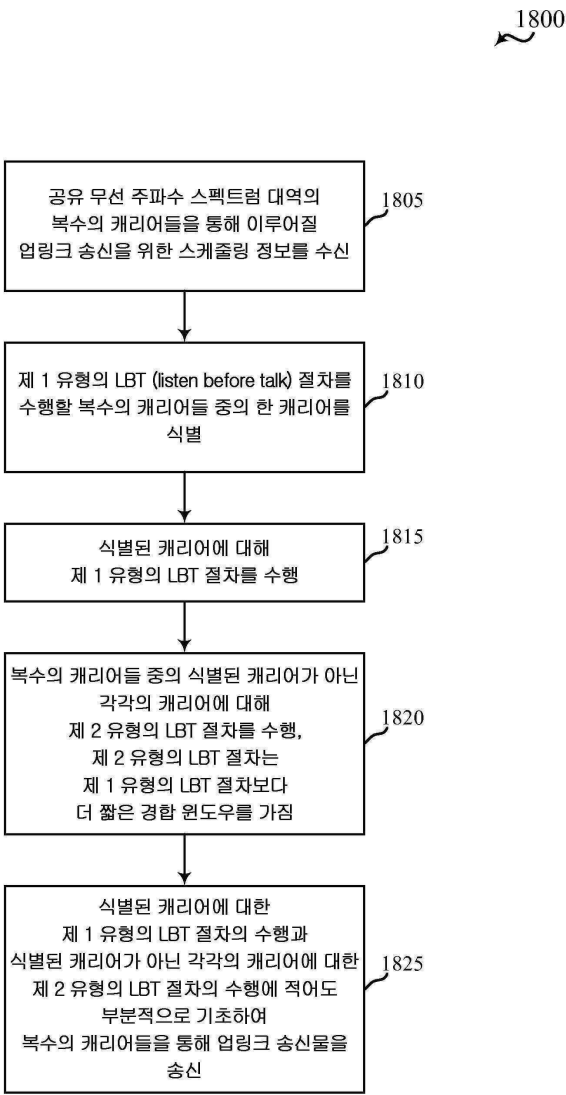 1800
공유 무선 주파수 스펙트럼 대역의
복수의 캐리어들을 통해 이루어질
업링크 송신을 위한 스케줄링 정보를 수신
1805
제 1 유형의 LBT (listen before talk) 절차를
수행할 복수의 캐리어들 중의 한 캐리어를
식별
1810
식별된 캐리어에 대해
제 1 유형의 LBT 절차를 수행
1815
복수의 캐리어들 중의 식별된 캐리어가 아닌
각각의 캐리어에 대해
제 2 유형의 LBT 절차를 수행,
제 2 유형의 LBT 절차는
제 1 유형의 LBT 절차보다
더 짧은 경합 윈도우를 가짐
1820
식별된 캐리어에 대한
제 1 유형의 LBT 절차의 수행과
식별된 캐리어가 아닌 각각의 캐리어에 대한
제 2 유형의 LBT 절차의 수행에 적어도
부분적으로 기초하여
복수의 캐리어들을 통해 업링크 송신물을
송신
1825